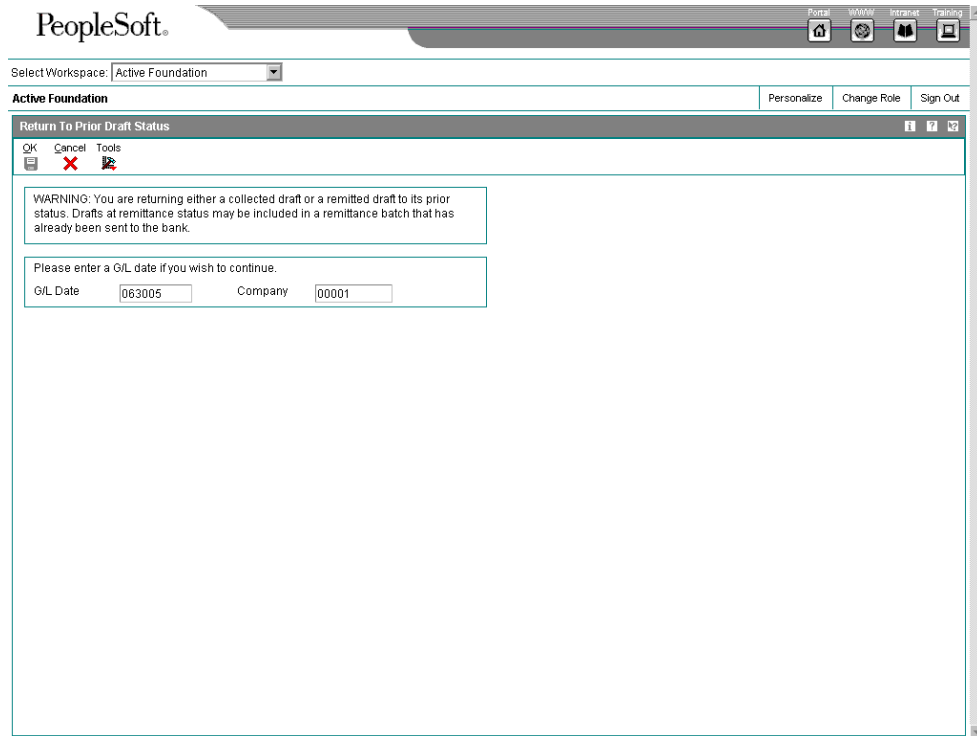 PeopleSoft®
Portal WWW Intranet Training
Select Workspace: Active Foundation
Active Foundation
Personalize Change Role Sign Out
Return To Prior Draft Status
i ?
OK Cancel Tools
WARNING: You are returning either a collected draft or a remitted draft to its prior
status. Drafts at remittance status may be included in a remittance batch that has
already been sent to the bank.
Please enter a G/L date if you wish to continue.
G/L Date 063005 Company 00001